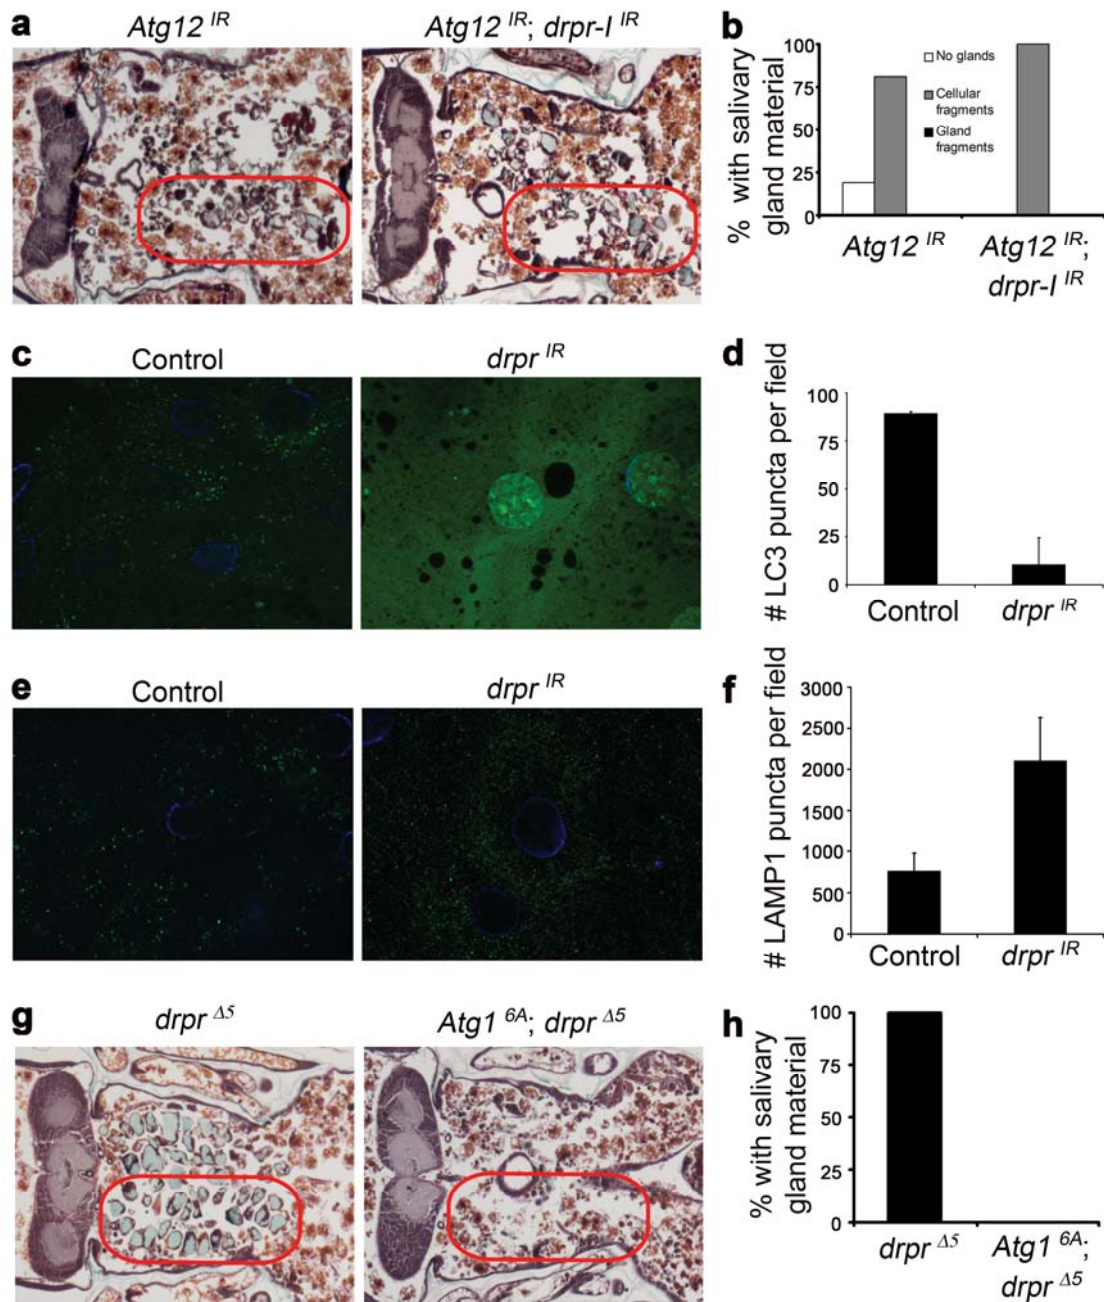 a
Atg12 IR
Atg12 IR; drpr-I IR
b
% with salivary
gland material
100
75
50
25
0
No glands
Cellular
fragments
Gland
fragments
Atg12 IR
Atg12 IR;
drpr-I IR
c
Control
drpr IR
d
# LC3 puncta per field
100
75
50
25
0
Control
drpr IR
e
Control
drpr IR
f
# LAMP1 puncta per field
3000
2500
2000
1500
1000
500
0
Control
drpr IR
g
drpr Δ5
Atg1 6A; drpr Δ5
h
% with salivary
gland material
100
75
50
25
0
drpr Δ5
Atg1 6A;
drpr Δ5